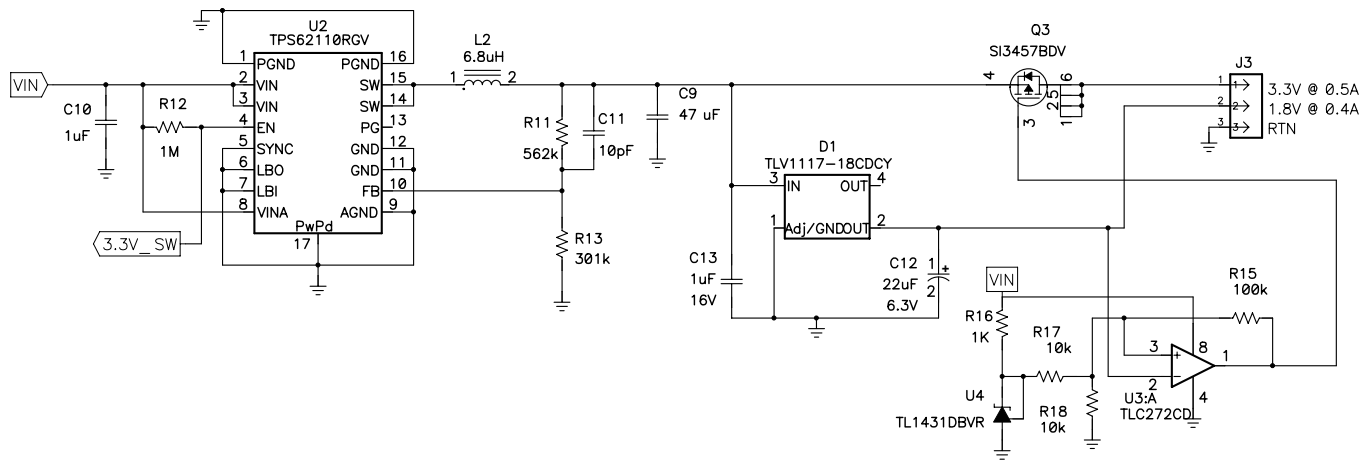 U2
TPS62110RGV
1 PGND PGND 16
2 VIN SW 15
3 VIN SW 14
4 EN PG 13
5 SYNC GND 12
6 LBO GND 11
7 LBI FB 10
8 VINA AGND 9
PwPd
17
VIN
C10
1uF
R12
1M
3.3V_SW
L2
6.8uH
1 2
R11
562k
C11
10pF
R13
301k
C9
47 uF
D1
TLV1117-18CDCY
3 IN OUT 4
1 Adj/GNDOUT 2
C13
1uF
16V
C12
22uF
6.3V
1 +
2
Q3
SI3457BDV
4 6
5
2
1
3
J3
1 1 3.3V @ 0.5A
2 2 1.8V @ 0.4A
3 3 RTN
VIN
R16
1K
R17
10k
R18
10k
R15
100k
U4
TL1431DBVR
3 + 8
1
2 −
4
U3:A
TLC272CD